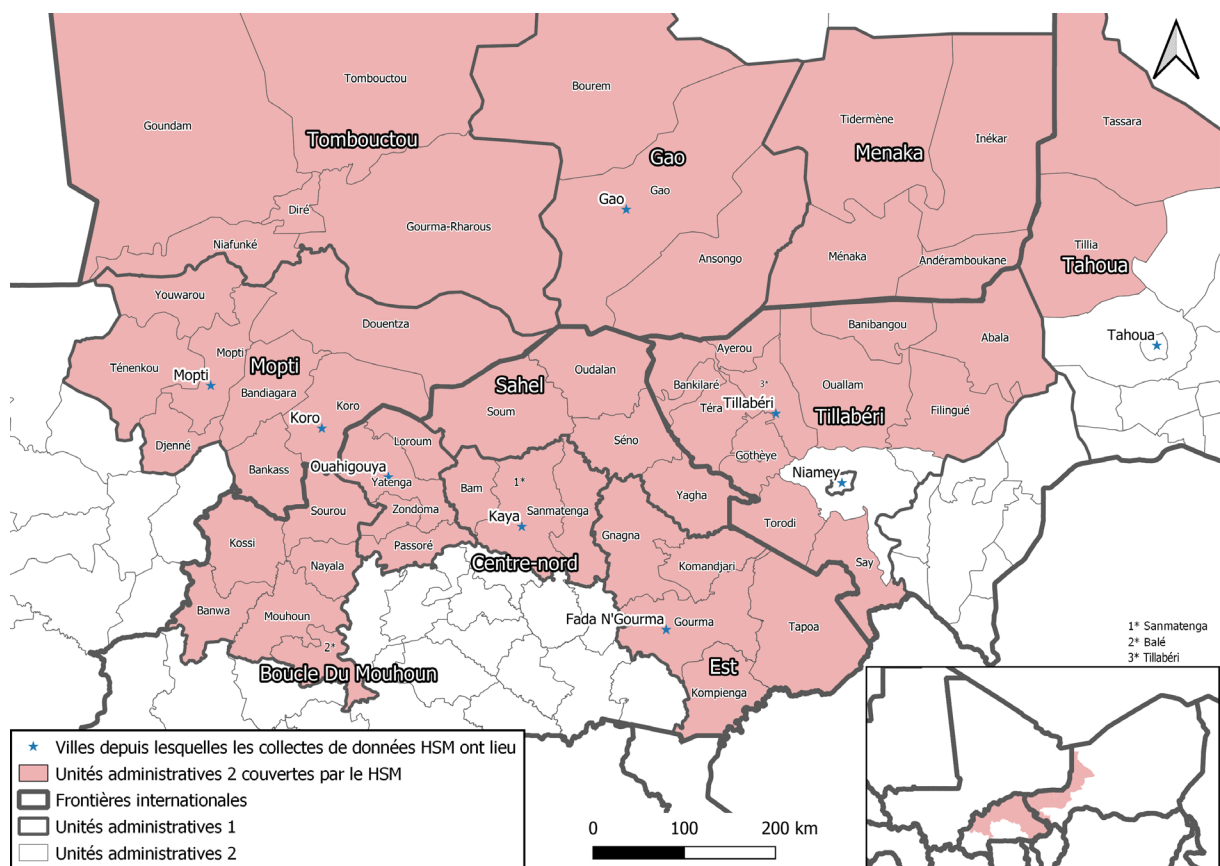 Tombouctou
Bourem
Goundam
Tidermène
Inékar
Tassara
Tombouctou
Gao
Menaka
Gao
Gao
Diré
Gourma-Rharous
Niafunké
Ansongo
Ménaka
Andéramboukane
Tillia
Tahoua
Youwarou
Douentza
Banibangou
Abala
Tahoua
Ayerou
Mopti
Ténenkou
Mopti
Mopti
Oudalan
Sahel
Bankilaré
3*
Ouallam
Bandiagara
Koro
Koro
Soum
Téra
Tillabéri
Tillabéri
Filingué
Djenné
Loroum
Séno
Gothèye
Bankass
Ouahigouya
Yatenga
Bam
1*
Niamey
Yagha
Sourou
Zondoma
Kaya
Sanmatenga
Torodi
Kossi
Passoré
Gnagna
Nayala
Centre-nord
Komandjari
Say
Banwa
Mouhoun
Fada N'Gourma
Gourma
Tapoa
2*
Boucle Du Mouhoun
Est
Kompienga
1* Sanmatenga
2* Balé
3* Tillabéri
Villes depuis lesquelles les collectes de données HSM ont lieu
Unités administratives 2 couvertes par le HSM
Frontières internationales
Unités administratives 1
Unités administratives 2
0 100 200 km